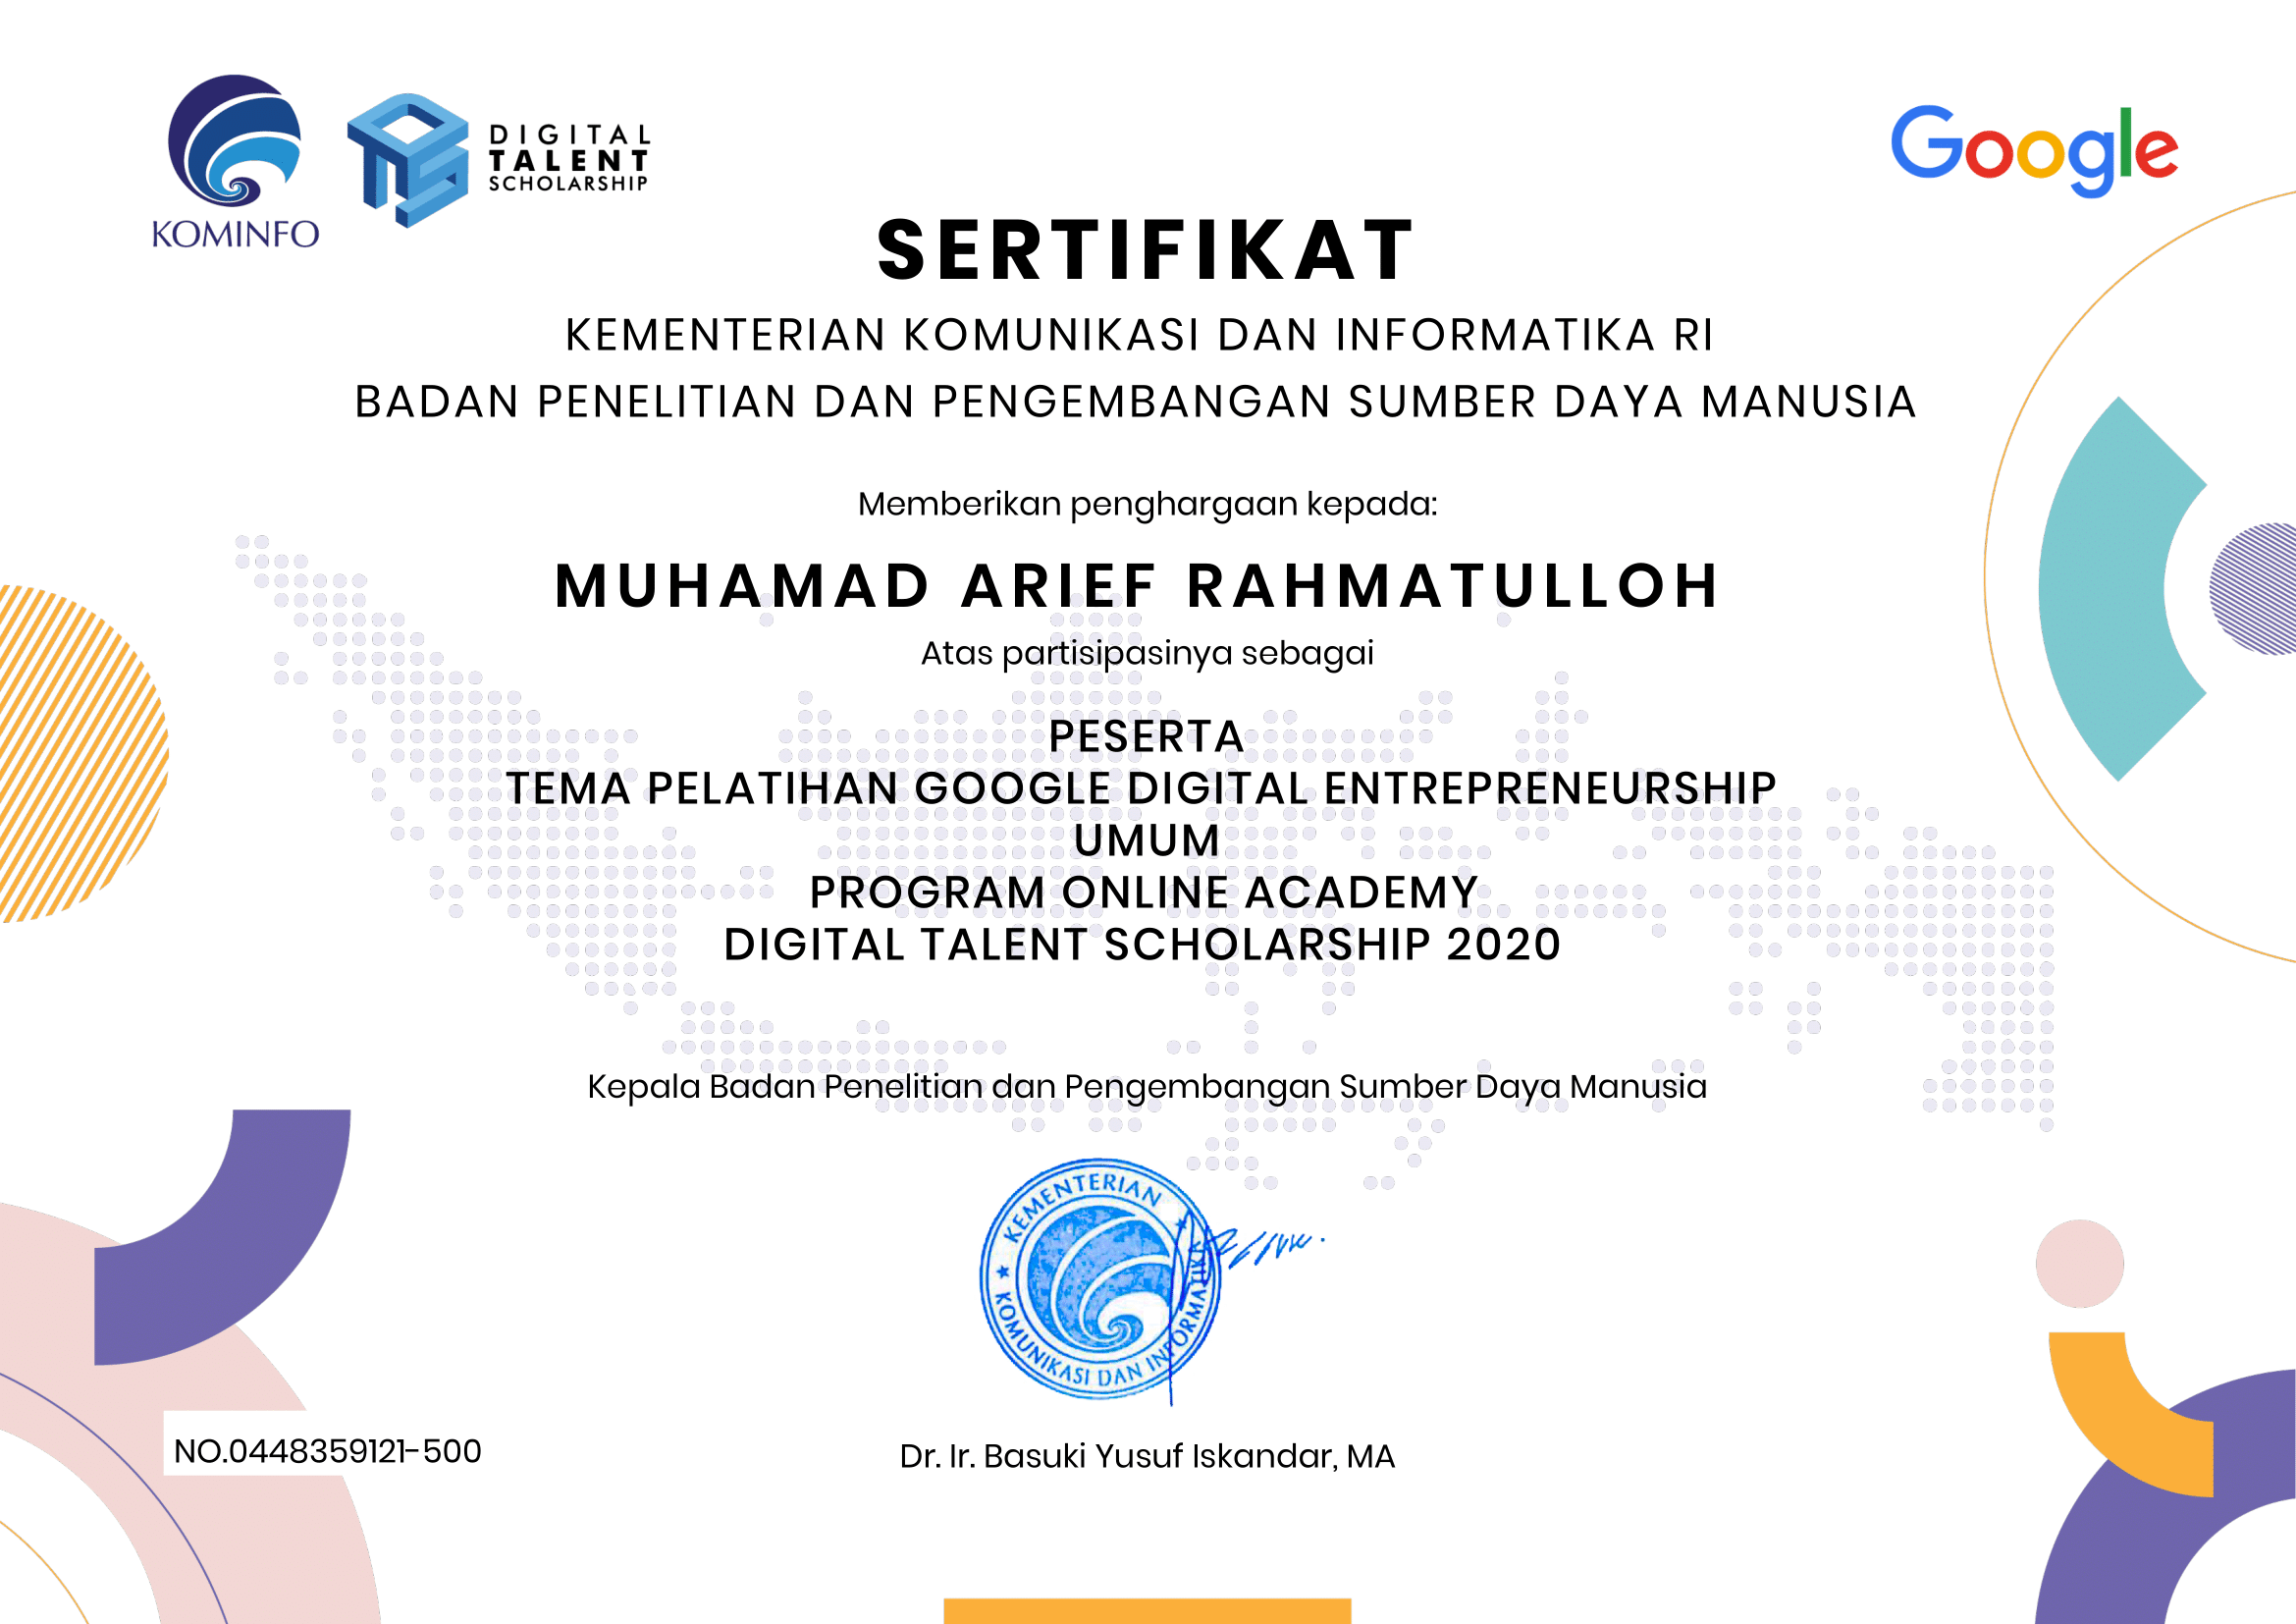 KOMINFO
DIGITAL
TALENT
SCHOLARSHIP
Google
SERTIFIKAT
KEMENTERIAN KOMUNIKASI DAN INFORMATIKA RI
BADAN PENELITIAN DAN PENGEMBANGAN SUMBER DAYA MANUSIA
Memberikan penghargaan kepada:
MUHAMAD ARIEF RAHMATULLOH
Atas partisipasinya sebagai
PESERTA
TEMA PELATIHAN GOOGLE DIGITAL ENTREPRENEURSHIP
UMUM
PROGRAM ONLINE ACADEMY
DIGITAL TALENT SCHOLARSHIP 2020
Kepala Badan Penelitian dan Pengembangan Sumber Daya Manusia
KEMENTERIAN
KOMUNIKASI DAN INFORMATIKA
NO.0448359121-500
Dr. Ir. Basuki Yusuf Iskandar, MA